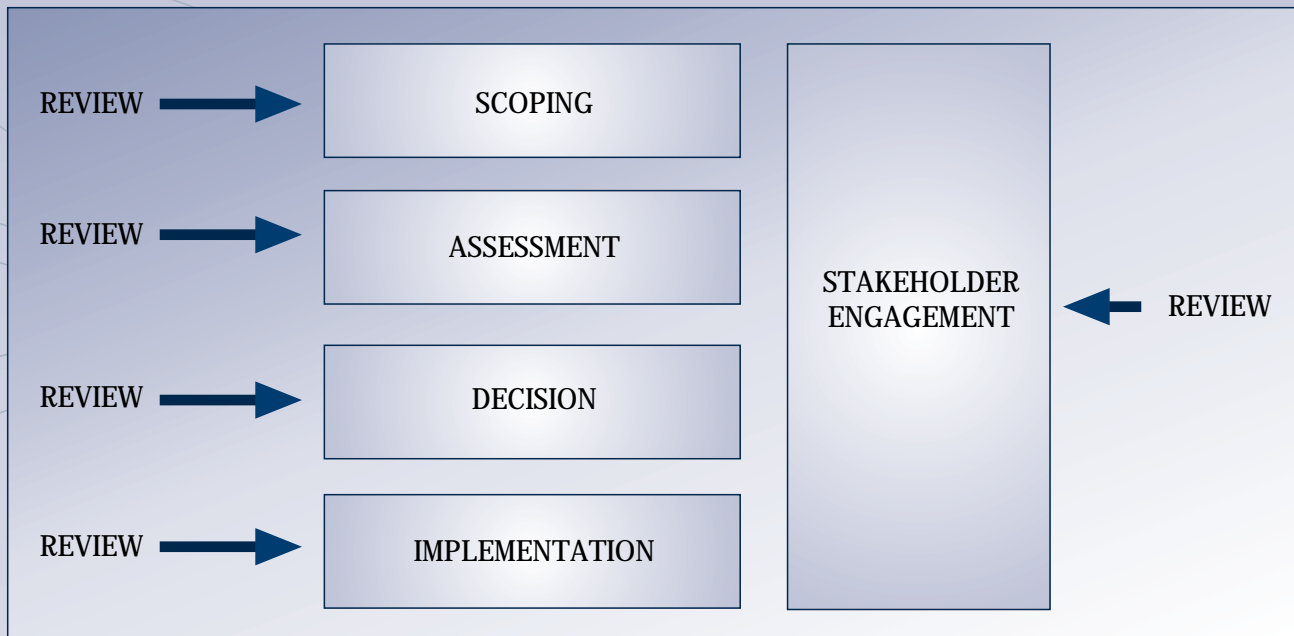 REVIEW
SCOPING
REVIEW
ASSESSMENT
REVIEW
DECISION
REVIEW
IMPLEMENTATION
STAKEHOLDER
ENGAGEMENT
REVIEW